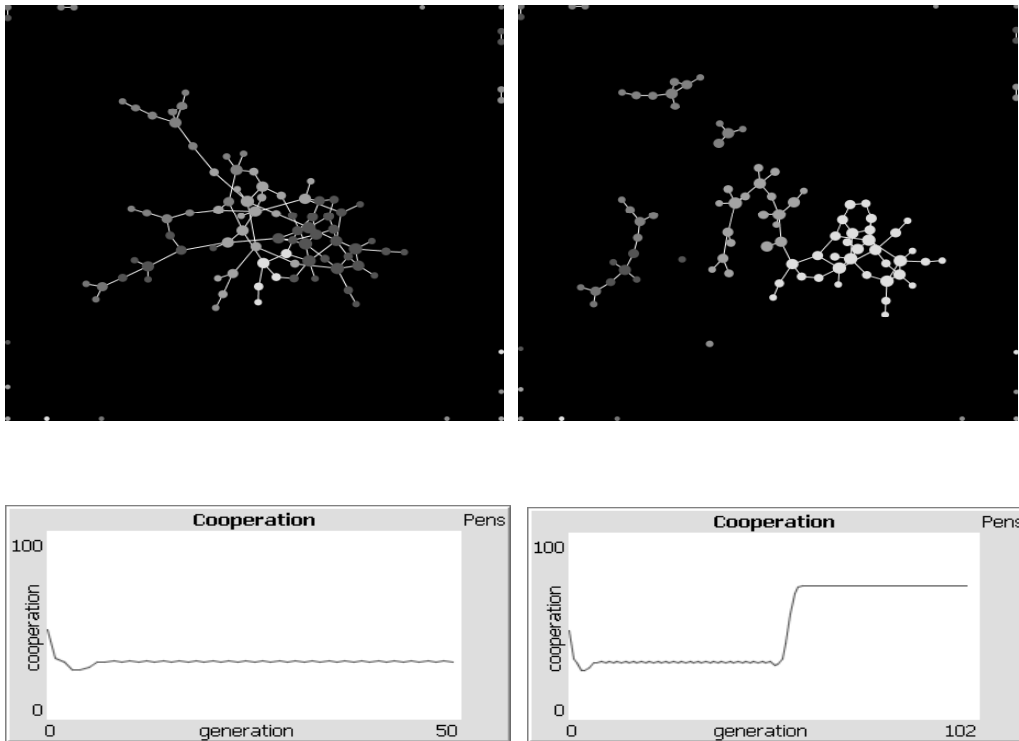 Cooperation
Pens
100
cooperation
0
0
generation
50
Cooperation
Pens
100
cooperation
0
0
generation
102